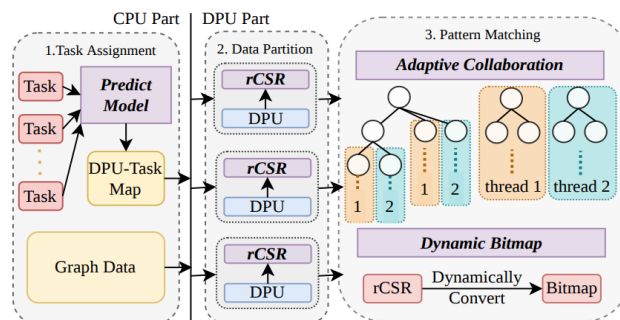 CPU Part
DPU Part
1.Task Assignment
Task
Task
Task
Predict
Model
DPU-Task
Map
Graph Data
2. Data Partition
rCSR
DPU
rCSR
DPU
rCSR
DPU
3. Pattern Matching
Adaptive Collaboration
1
2
1
2
thread 1
thread 2
Dynamic Bitmap
rCSR
Dynamically
Convert
Bitmap